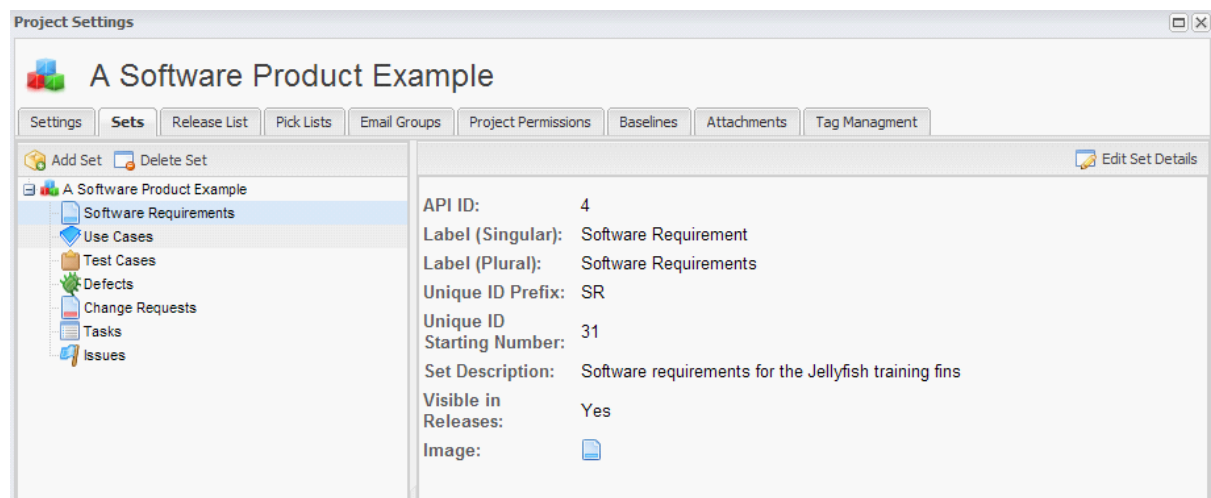 Project Settings
A Software Product Example
Settings Sets Release List Pick Lists Email Groups Project Permissions Baselines Attachments Tag Managment
Add Set Delete Set
Edit Set Details
A Software Product Example
Software Requirements
Use Cases
Test Cases
Defects
Change Requests
Tasks
Issues
API ID: 4
Label (Singular): Software Requirement
Label (Plural): Software Requirements
Unique ID Prefix: SR
Unique ID
Starting Number: 31
Set Description: Software requirements for the Jellyfish training fins
Visible in
Releases: Yes
Image: